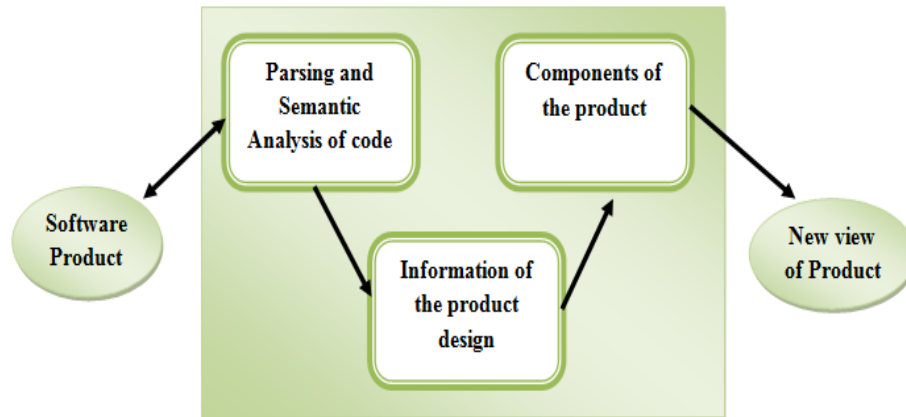 Parsing and
Semantic
Analysis of code
Components of
the product
Software
Product
Information of
the product
design
New view
of Product